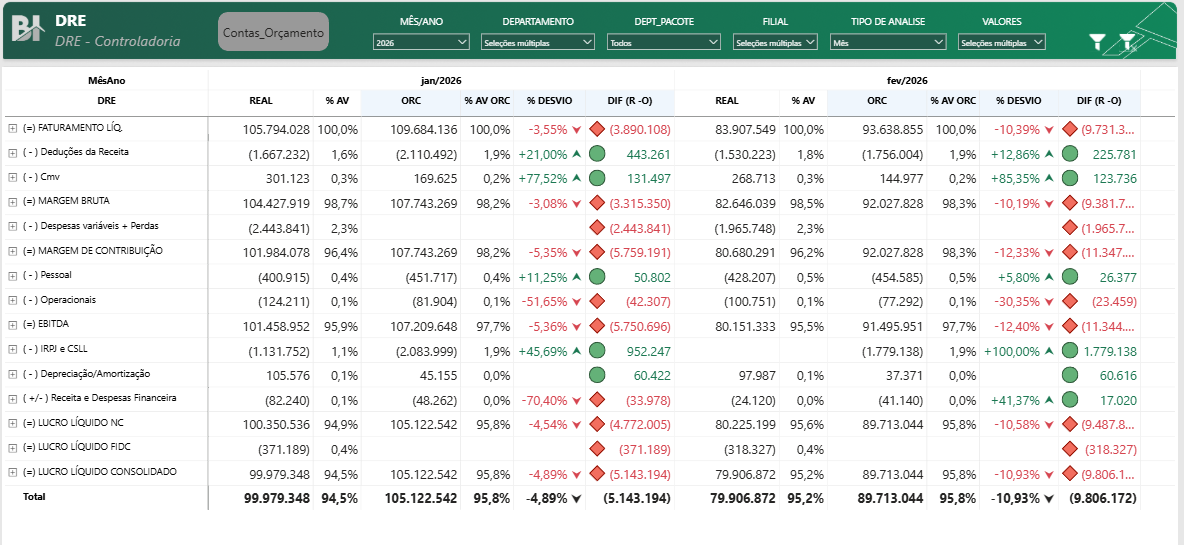 BI DRE MÊS/ANO DEPARTAMENTO DEPT_PACOTE FILIAL TIPO DE ANALISE VALORES
DRE - Controladoria Contas_Orçamento 2026 Seleções múltiplas Todos Seleções múltiplas Mês Seleções múltiplas
MêsAno jan/2026 fev/2026
DRE REAL % AV ORC % AV ORC % DESVIO DIF (R -O) REAL % AV ORC % AV ORC % DESVIO DIF (R -O)
(=) FATURAMENTO LÍQ. 105.794.028 100,0% 109.684.136 100,0% -3,55% (3.890.108) 83.907.549 100,0% 93.638.855 100,0% -10,39% (9.731.3...
( - ) Deduções da Receita (1.667.232) 1,6% (2.110.492) 1,9% +21,00% 443.261 (1.530.223) 1,8% (1.756.004) 1,9% +12,86% 225.781
( - ) Cmv 301.123 0,3% 169.625 0,2% +77,52% 131.497 268.713 0,3% 144.977 0,2% +85,35% 123.736
(=) MARGEM BRUTA 104.427.919 98,7% 107.743.269 98,2% -3,08% (3.315.350) 82.646.039 98,5% 92.027.828 98,3% -10,19% (9.381.7...
( - ) Despesas variáveis + Perdas (2.443.841) 2,3% (2.443.841) (1.965.748) 2,3% (1.965.7...
(=) MARGEM DE CONTRIBUIÇÃO 101.984.078 96,4% 107.743.269 98,2% -5,35% (5.759.191) 80.680.291 96,2% 92.027.828 98,3% -12,33% (11.347....
( - ) Pessoal (400.915) 0,4% (451.717) 0,4% +11,25% 50.802 (428.207) 0,5% (454.585) 0,5% +5,80% 26.377
( - ) Operacionais (124.211) 0,1% (81.904) 0,1% -51,65% (42.307) (100.751) 0,1% (77.292) 0,1% -30,35% (23.459)
(=) EBITDA 101.458.952 95,9% 107.209.648 97,7% -5,36% (5.750.696) 80.151.333 95,5% 91.495.951 97,7% -12,40% (11.344....
( - ) IRPJ e CSLL (1.131.752) 1,1% (2.083.999) 1,9% +45,69% 952.247 (1.779.138) 1,9% +100,00% 1.779.138
( - ) Depreciação/Amortização 105.576 0,1% 45.155 0,0% 60.422 97.987 0,1% 37.371 0,0% 60.616
( +/- ) Receita e Despesas Financeira (82.240) 0,1% (48.262) 0,0% -70,40% (33.978) (24.120) 0,0% (41.140) 0,0% +41,37% 17.020
(=) LUCRO LÍQUIDO NC 100.350.536 94,9% 105.122.542 95,8% -4,54% (4.772.005) 80.225.199 95,6% 89.713.044 95,8% -10,58% (9.487.8...
(=) LUCRO LÍQUIDO FIDC (371.189) 0,4% (371.189) (318.327) 0,4% (318.327)
(=) LUCRO LÍQUIDO CONSOLIDADO 99.979.348 94,5% 105.122.542 95,8% -4,89% (5.143.194) 79.906.872 95,2% 89.713.044 95,8% -10,93% (9.806.1...
Total 99.979.348 94,5% 105.122.542 95,8% -4,89% (5.143.194) 79.906.872 95,2% 89.713.044 95,8% -10,93% (9.806.172)